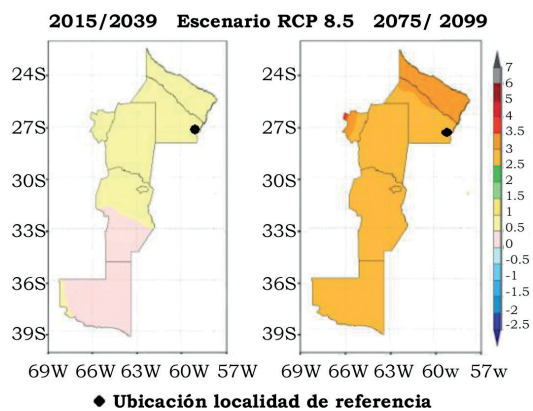 2015/2039 Escenario RCP 8.5 2075/ 2099
24S
27S
30S
33S
36S
39S
69W 66W 63W 60W 57W
24S
27S
30S
33S
36S
39S
69W 66W 63W 60w 57w
7
6
5
4
3.5
3
2.5
2
1.5
1
0.5
0
-0.5
-1
-1.5
-2
-2.5
Ubicación localidad de referencia